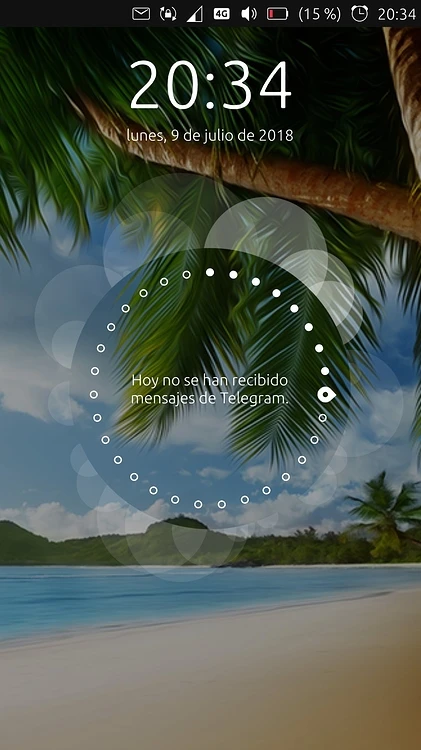 4G (15 %) 20:34
20:34
lunes, 9 de julio de 2018
Hoy no se han recibido
mensajes de Telegram.